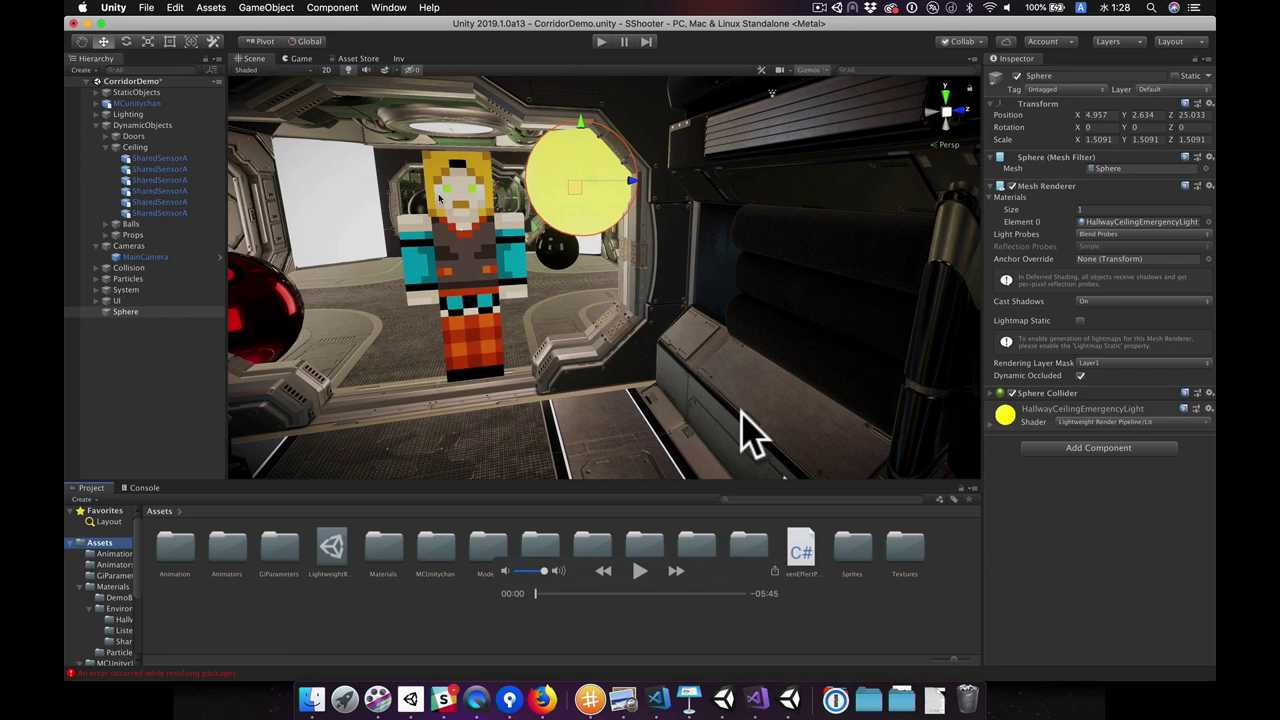 Unity File Edit Assets GameObject Component Window Help 100% A 水 1:28
Unity 2019.1.0a13 - CorridorDemo.unity - SShooter - PC, Mac & Linux Standalone <Metal>
Pivot Global Collab Account Layers Layout
Hierarchy Scene Game Asset Store Inv Inspector
Create All Shaded 2D 0 Gizmos All
CorridorDemo*
StaticObjects
MCunitychan
Lighting
DynamicObjects
Doors
Ceiling
SharedSensorA
SharedSensorA
SharedSensorA
SharedSensorA
SharedSensorA
SharedSensorA
Balls
Props
Cameras
MainCamera
Collision
Particles
System
UI
Sphere
y
z
Persp
Sphere Static
Tag Untagged Layer Default
Transform
Position X 4.957 Y 2.634 Z 25.033
Rotation X 0 Y 0 Z 0
Scale X 1.5091 Y 1.5091 Z 1.5091
Sphere (Mesh Filter)
Mesh Sphere
Mesh Renderer
Materials
Size 1
Element 0 HallwayCeilingEmergencyLight
Light Probes Blend Probes
Reflection Probes Simple
Anchor Override None (Transform)
In Deferred Shading, all objects receive shadows and get
per-pixel reflection probes.
Cast Shadows On
Lightmap Static
To enable generation of lightmaps for this Mesh Renderer,
please enable the 'Lightmap Static' property.
Rendering Layer Mask Layer1
Dynamic Occluded
Sphere Collider
HallwayCeilingEmergencyLight
Shader Lightweight Render Pipeline/Lit
Add Component
Project Console
Create
Favorites
Layout
Assets
Animation
Animators
GIParame
Materials
DemoB
Environ
Hallw
Liste
Shar
Particle
MCUnitych
Assets
C#
Animation Animators GIParameters LightweightR... Materials MCUnitychan Mode venEffectP... Sprites Textures
00:00 −05:45
An error occurred while resolving packages: